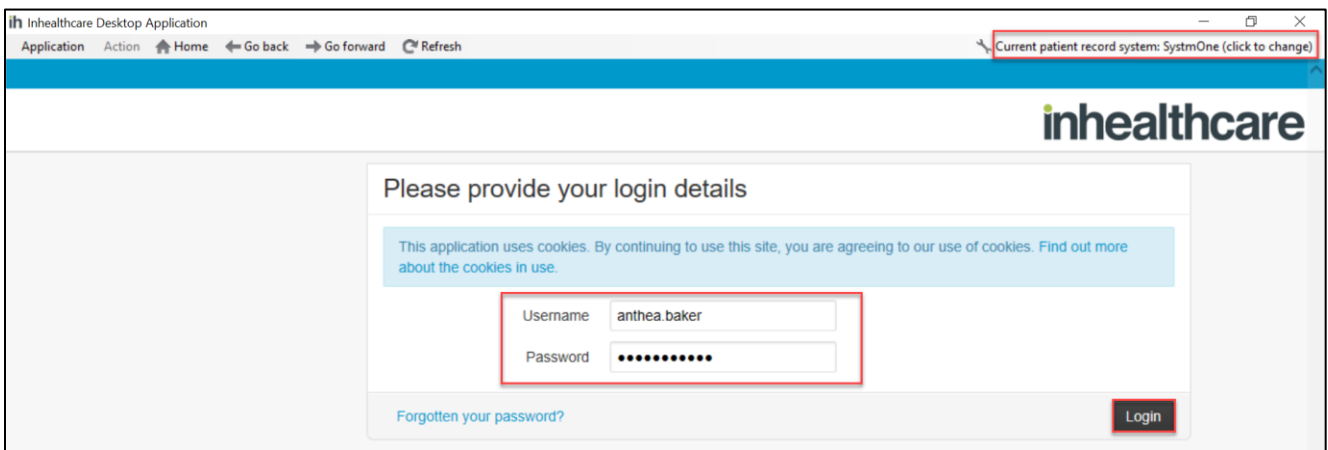 ih Inhealthcare Desktop Application
Application Action Home Go back Go forward Refresh Current patient record system: SystmOne (click to change)
inhealthcare
Please provide your login details
This application uses cookies. By continuing to use this site, you are agreeing to our use of cookies. Find out more
about the cookies in use.
Username anthea.baker
Password ●●●●●●●●●●●
Forgotten your password? Login